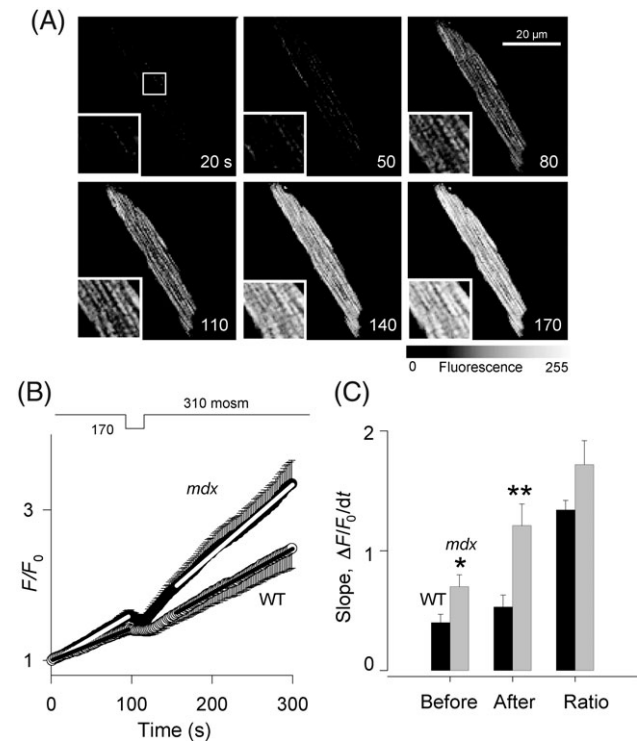 (A)
20 µm
20 s
50
80
110
140
170
0 Fluorescence 255
(B)
170
310 mosm
mdx
WT
F/F0
3
1
0 100 200 300
Time (s)
(C)
Slope, ΔF/F0/dt
2
1
0
WT
mdx
*
**
Before After Ratio